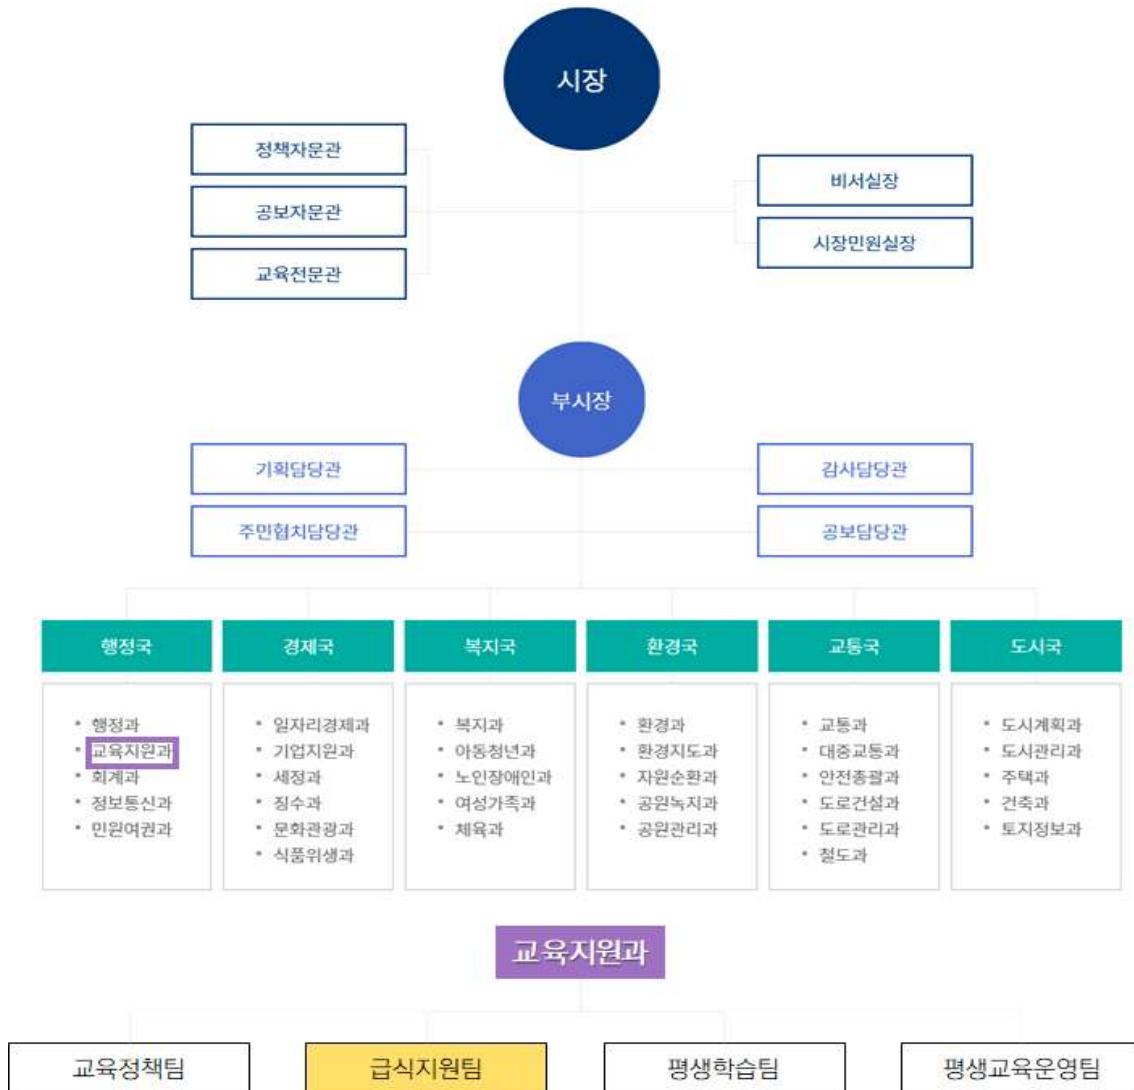 시장
정책자문관
공보자문관
교육전문관
비서실장
시장민원실장
부시장
기획담당관
주민협치담당관
감사담당관
공보담당관
행정국
• 행정과
• 교육지원과
• 회계과
• 정보통신과
• 민원여권과
경제국
• 일자리경제과
• 기업지원과
• 세정과
• 징수과
• 문화관광과
• 식품위생과
복지국
• 복지과
• 아동청년과
• 노인장애인과
• 여성가족과
• 체육과
환경국
• 환경과
• 환경지도과
• 자원순환과
• 공원녹지과
• 공원관리과
교통국
• 교통과
• 대중교통과
• 안전총괄과
• 도로건설과
• 도로관리과
• 철도과
도시국
• 도시계획과
• 도시관리과
• 주택과
• 건축과
• 토지정보과
교육지원과
교육정책팀
급식지원팀
평생학습팀
평생교육운영팀